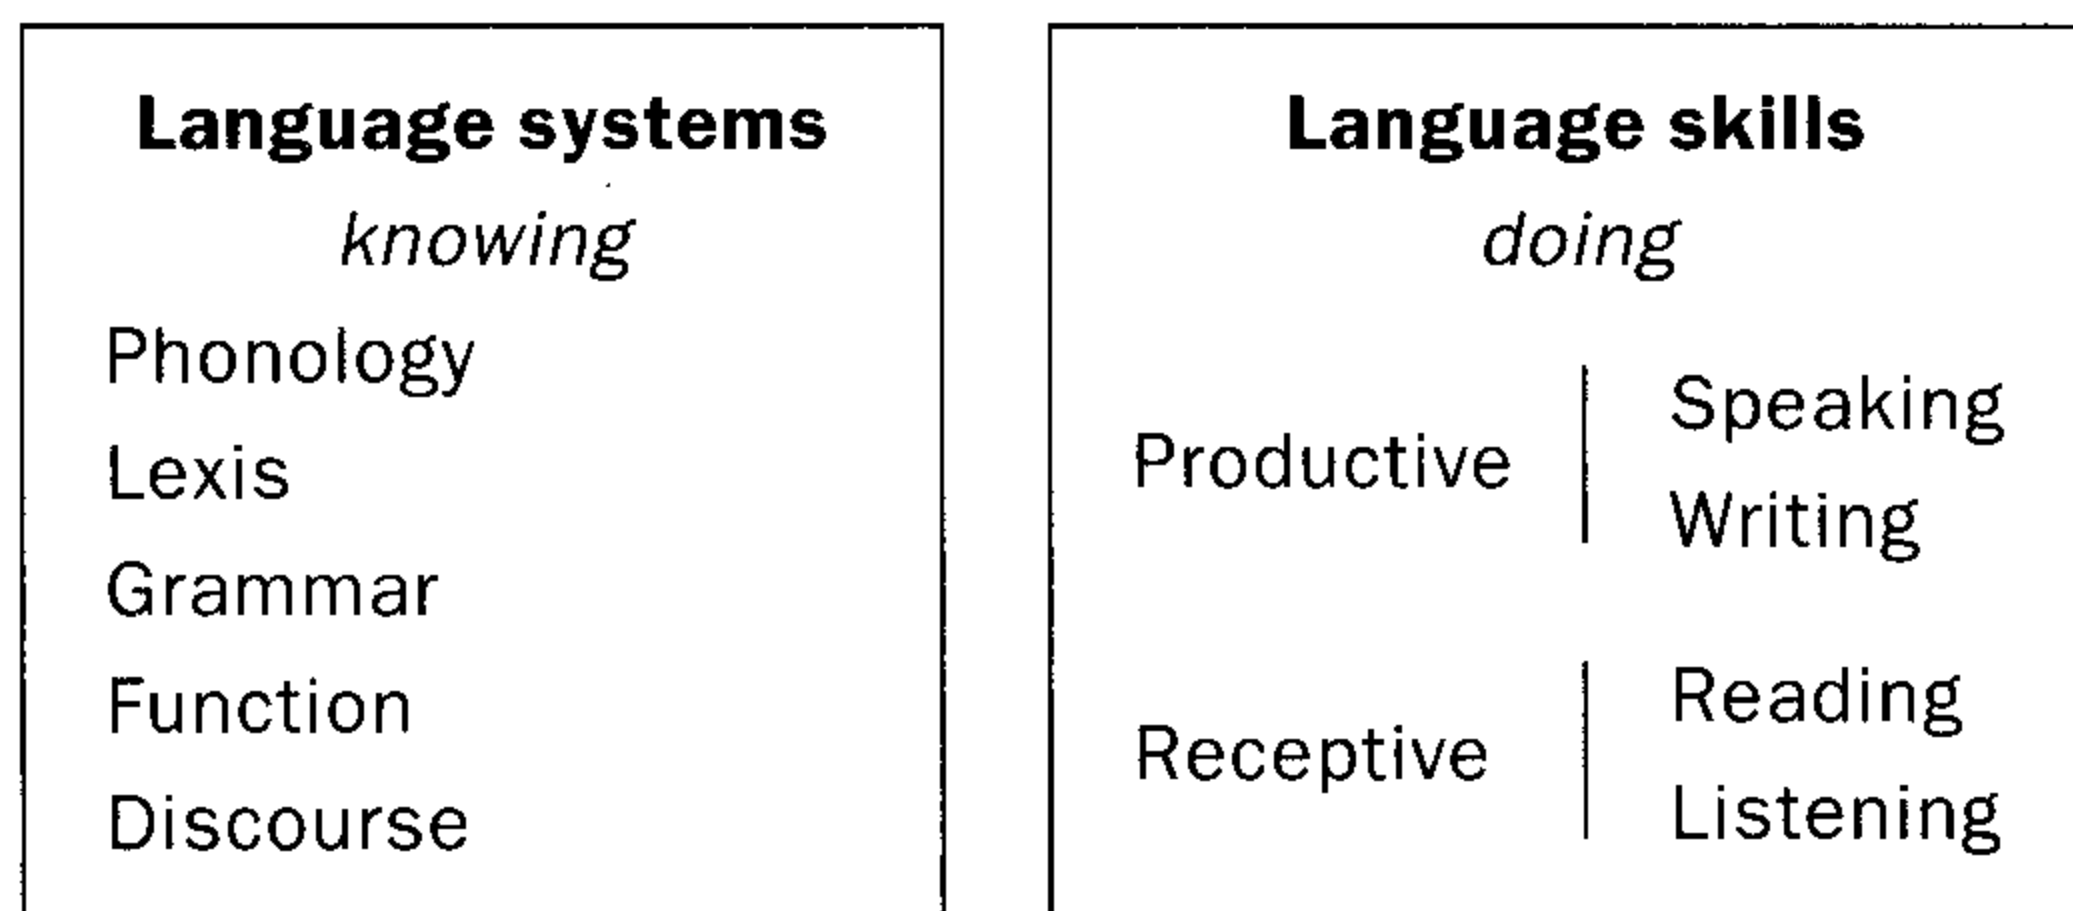 Language systems
knowing
Phonology
Lexis
Grammar
Function
Discourse
Language skills
doing
Productive
Speaking
Writing
Receptive
Reading
Listening